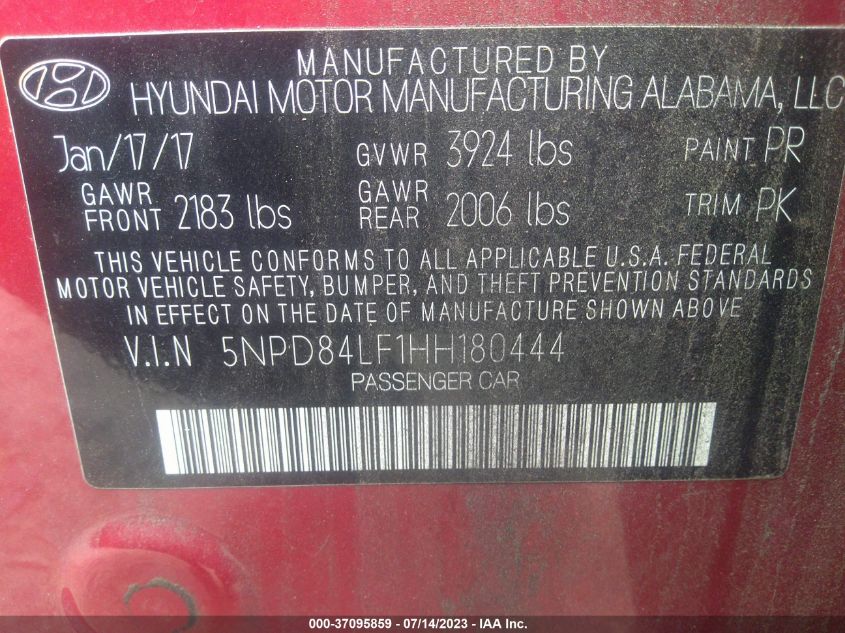 MANUFACTURED BY
HYUNDAI MOTOR MANUFACTURING ALABAMA, LLC
Jan/17/17 GVWR 3924 lbs PAINT PR
GAWR FRONT 2183 lbs GAWR REAR 2006 lbs TRIM PK
THIS VEHICLE CONFORMS TO ALL APPLICABLE U.S.A. FEDERAL
MOTOR VEHICLE SAFETY, BUMPER, AND THEFT PREVENTION STANDARDS
IN EFFECT ON THE DATE OF MANUFACTURE SHOWN ABOVE
V.I.N 5NPD84LF1HH180444
PASSENGER CAR
000-37095859 - 07/14/2023 - IAA Inc.